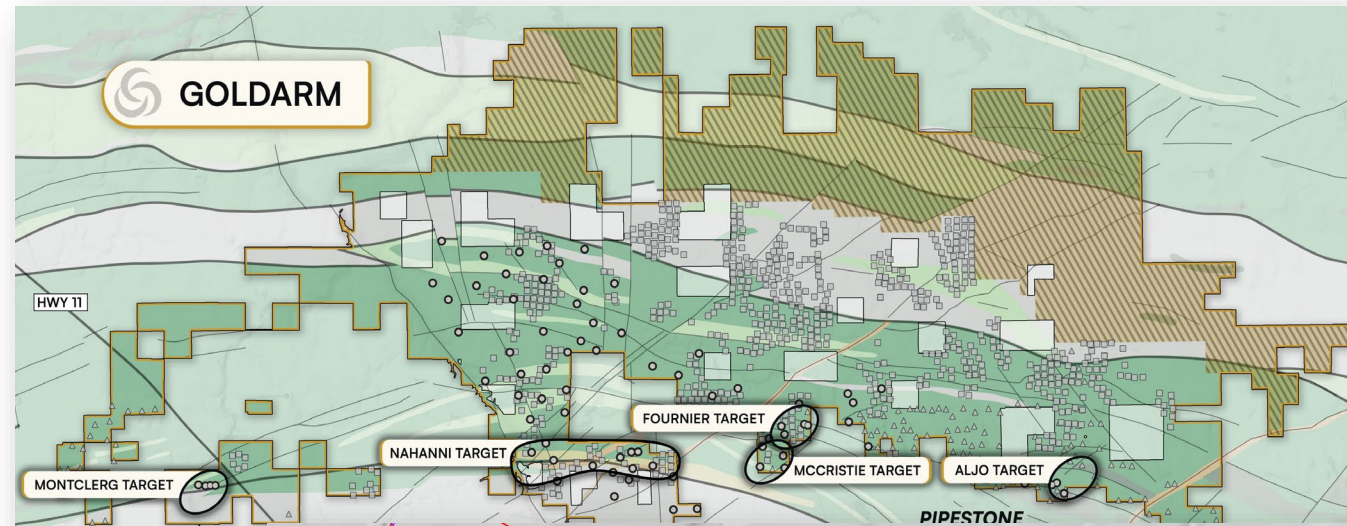 GOLDARM
HWY 11
FOURNIER TARGET
NAHANNI TARGET
MCCRISTIE TARGET
ALJO TARGET
MONTCLERG TARGET
PIPESTONE